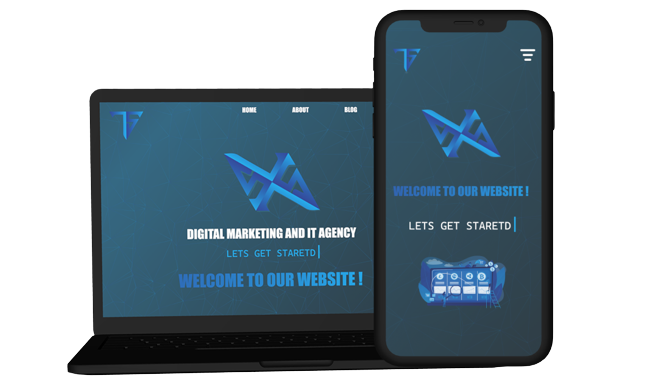 HOME ABOUT BLOG
DIGITAL MARKETING AND IT AGENCY
LETS GET STARETD
WELCOME TO OUR WEBSITE !
WELCOME TO OUR WEBSITE !
LETS GET STARETD